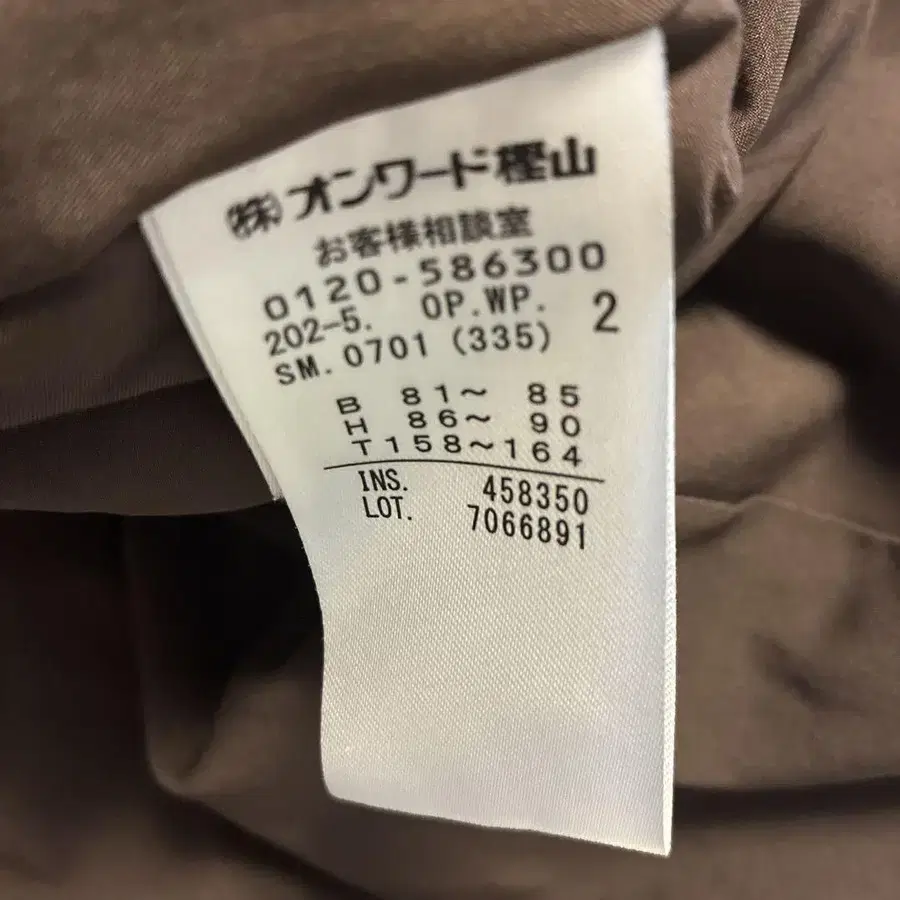 (株)オンワード樫山
お客様相談室
0120-586300
202-5. OP.WP. 2
SM.0701 (335)
B 81～ 85
H 86～ 90
T158～164
INS. 458350
LOT. 7066891